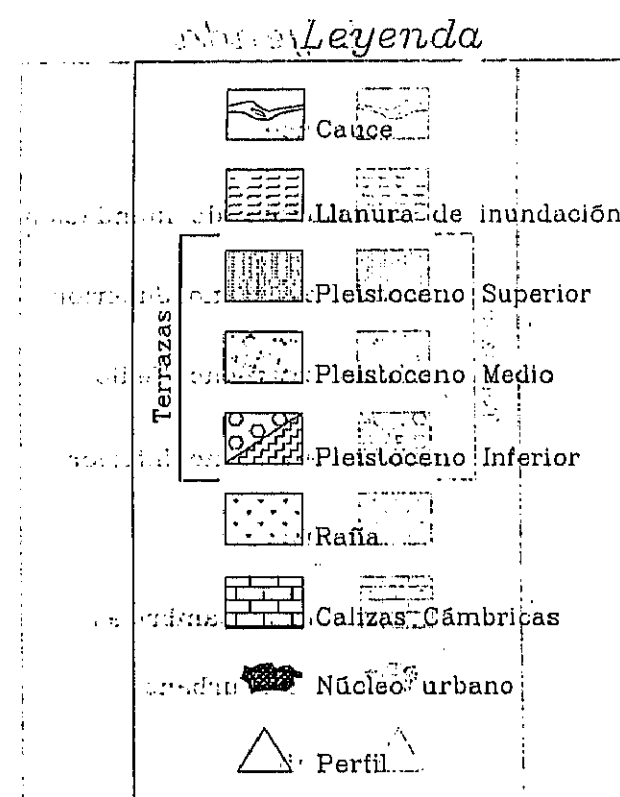 Leyenda
Cauce
Llanura de inundación
Terrazas
Pleistoceno Superior
Pleistoceno Medio
Pleistoceno Inferior
Raña
Calizas Cámbricas
Núcleo urbano
Perfil